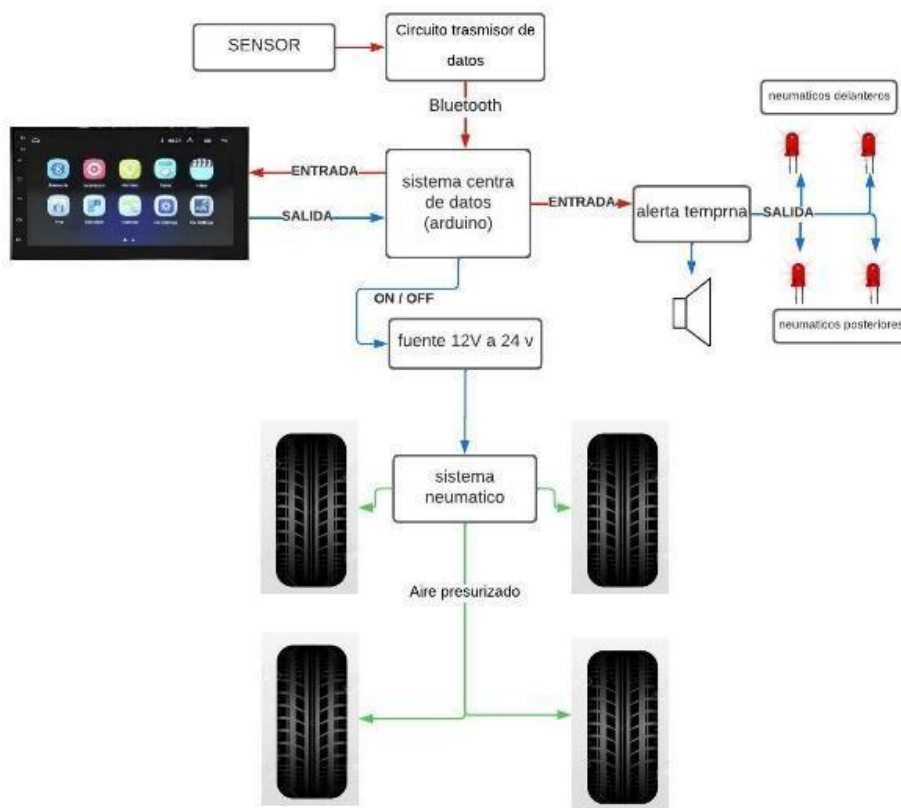 SENSOR
Circuito trasmisor de
datos
Bluetooth
neumaticos delanteros
ENTRADA
SALIDA
sistema centra
de datos
(arduino)
ENTRADA
alerta temprna
SALIDA
neumaticos posteriores
ON / OFF
fuente 12V a 24 v
sistema
neumatico
Aire presurizado